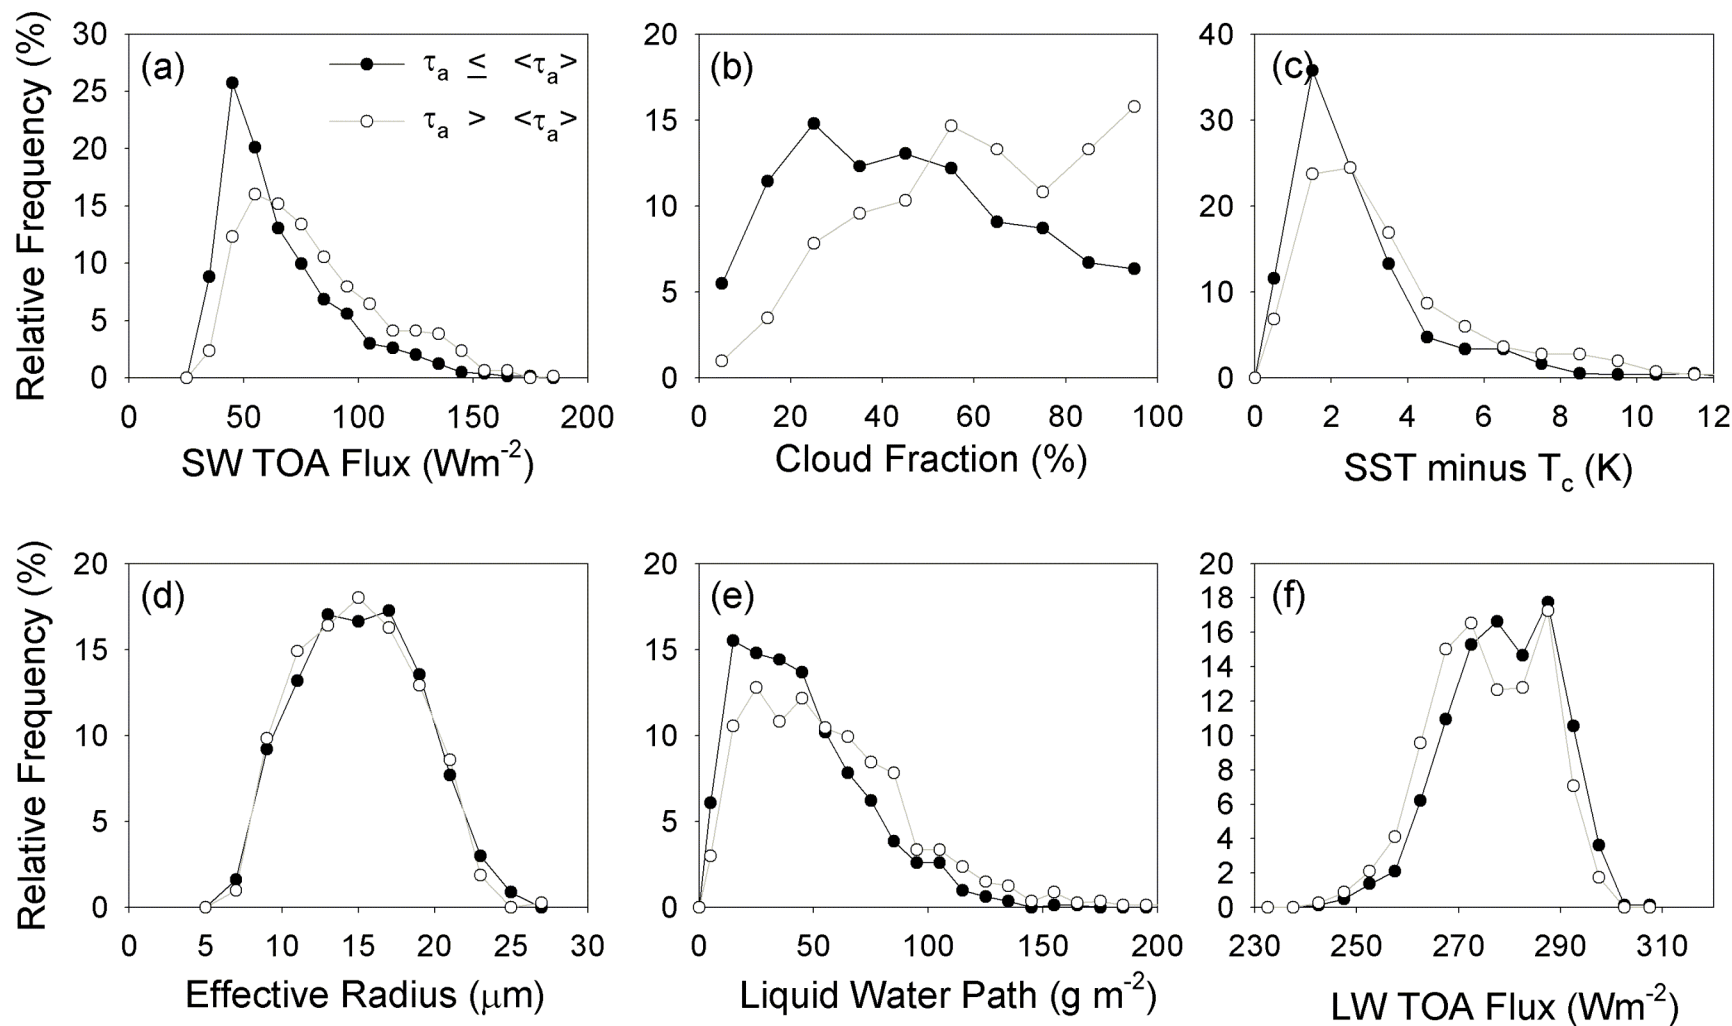 Relative Frequency (%)
30
25
20
15
10
5
0
(a)
τa ≤ <τa>
τa > <τa>
0 50 100 150 200
SW TOA Flux (Wm-2)
20
15
10
5
0
(b)
0 20 40 60 80 100
Cloud Fraction (%)
40
30
20
10
0
(c)
0 2 4 6 8 10 12
SST minus Tc (K)
Relative Frequency (%)
20
15
10
5
0
(d)
0 5 10 15 20 25 30
Effective Radius (μm)
20
15
10
5
0
(e)
0 50 100 150 200
Liquid Water Path (g m-2)
20
18
16
14
12
10
8
6
4
2
0
(f)
230 250 270 290 310
LW TOA Flux (Wm-2)